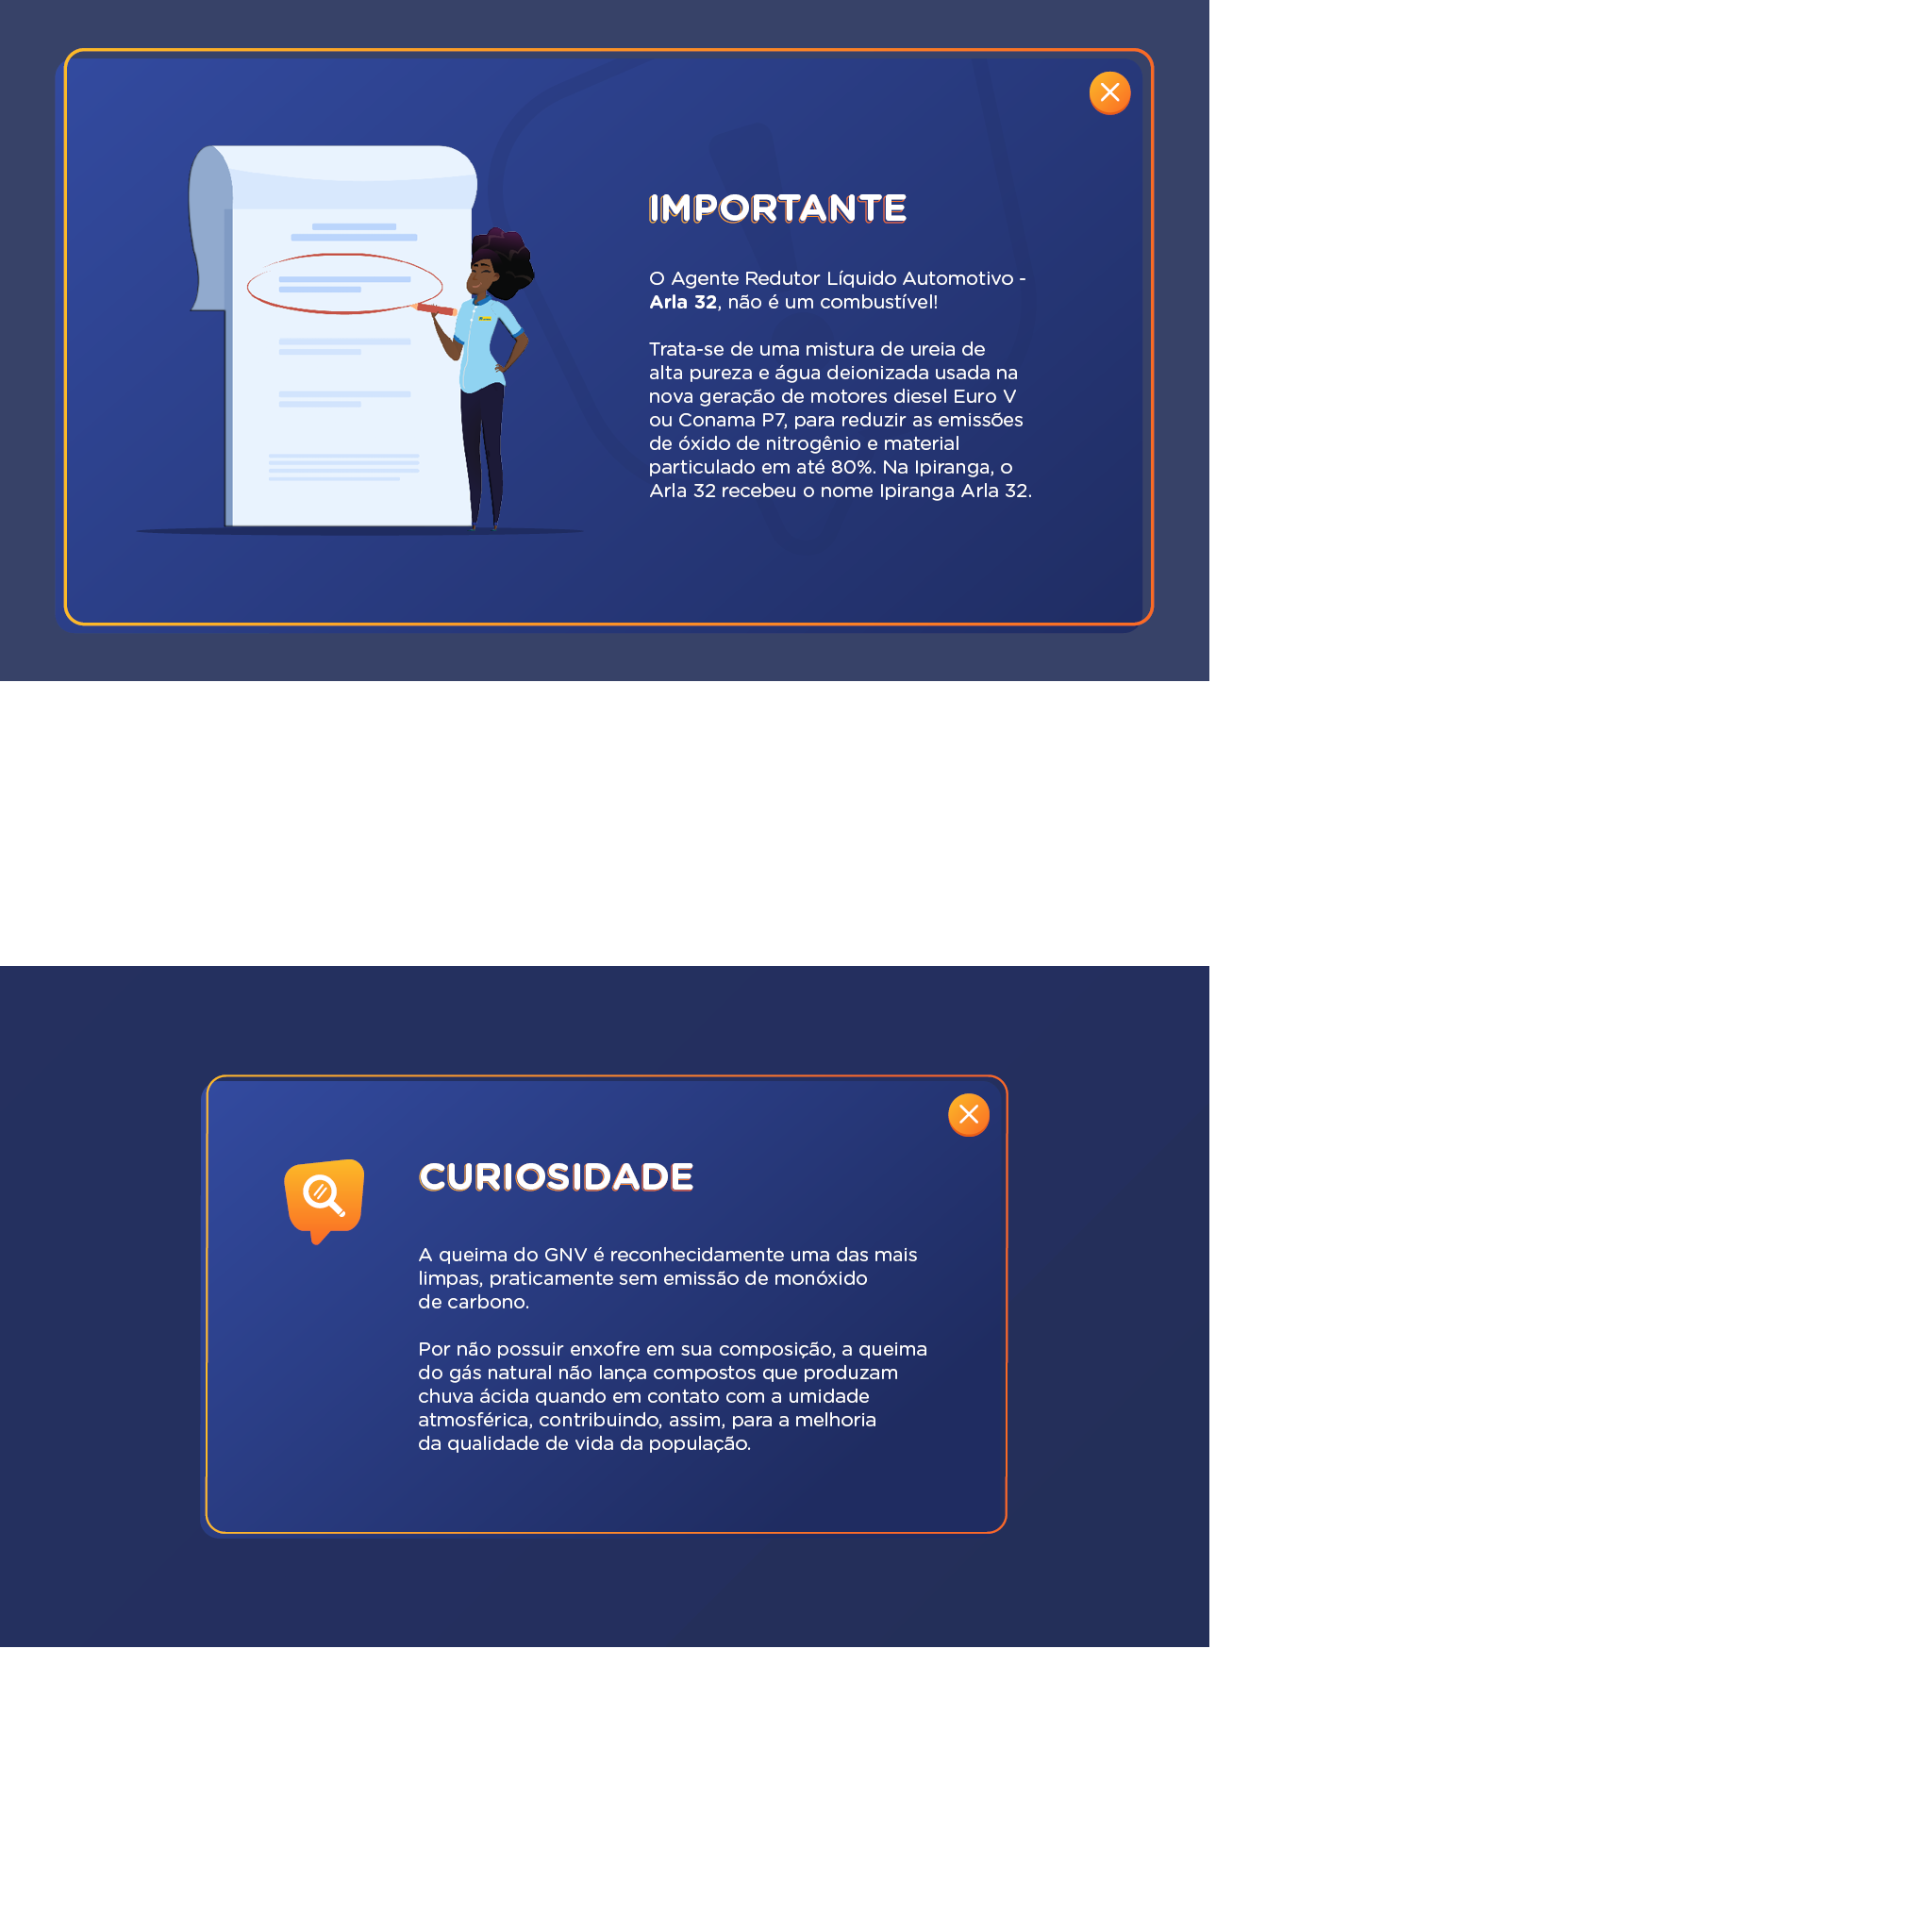 IMPORTANTE
O Agente Redutor Líquido Automotivo -
Arla 32, não é um combustível!
Trata-se de uma mistura de ureia de
alta pureza e água deionizada usada na
nova geração de motores diesel Euro V
ou Conama P7, para reduzir as emissões
de óxido de nitrogênio e material
particulado em até 80%. Na Ipiranga, o
Arla 32 recebeu o nome Ipiranga Arla 32.
CURIOSIDADE
A queima do GNV é reconhecidamente uma das mais
limpas, praticamente sem emissão de monóxido
de carbono.
Por não possuir enxofre em sua composição, a queima
do gás natural não lança compostos que produzam
chuva ácida quando em contato com a umidade
atmosférica, contribuindo, assim, para a melhoria
da qualidade de vida da população.